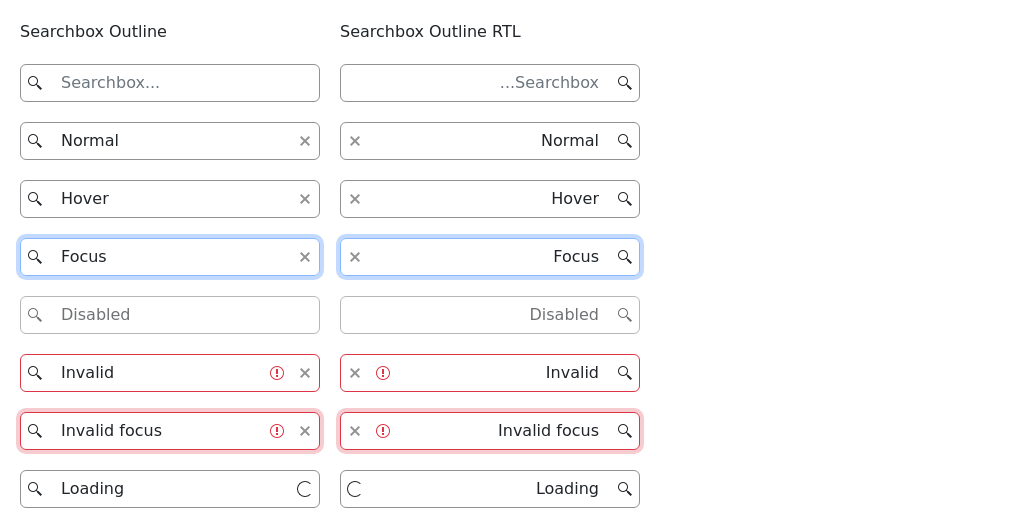 Searchbox Outline
Searchbox...
Normal
Hover
Focus
Disabled
Invalid
Invalid focus
Loading
Searchbox Outline RTL
...Searchbox
Normal
Hover
Focus
Disabled
Invalid
Invalid focus
Loading